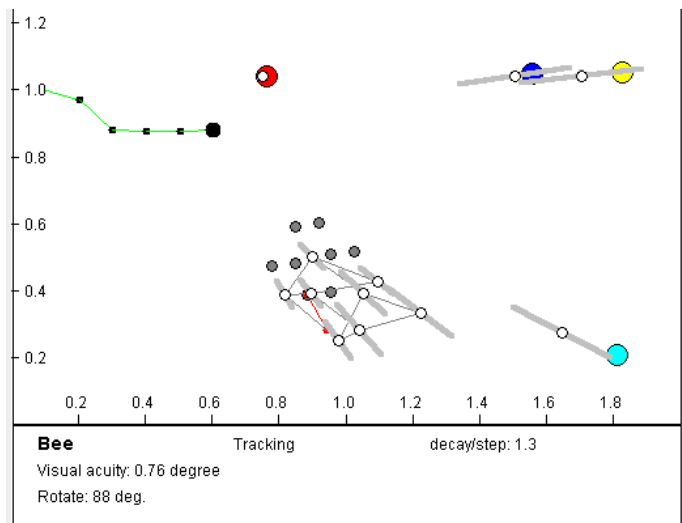 1.2
1.0
0.8
0.6
0.4
0.2
0.2 0.4 0.6 0.8 1.0 1.2 1.4 1.6 1.8
Bee Tracking decay/step: 1.3
Visual acuity: 0.76 degree
Rotate: 88 deg.